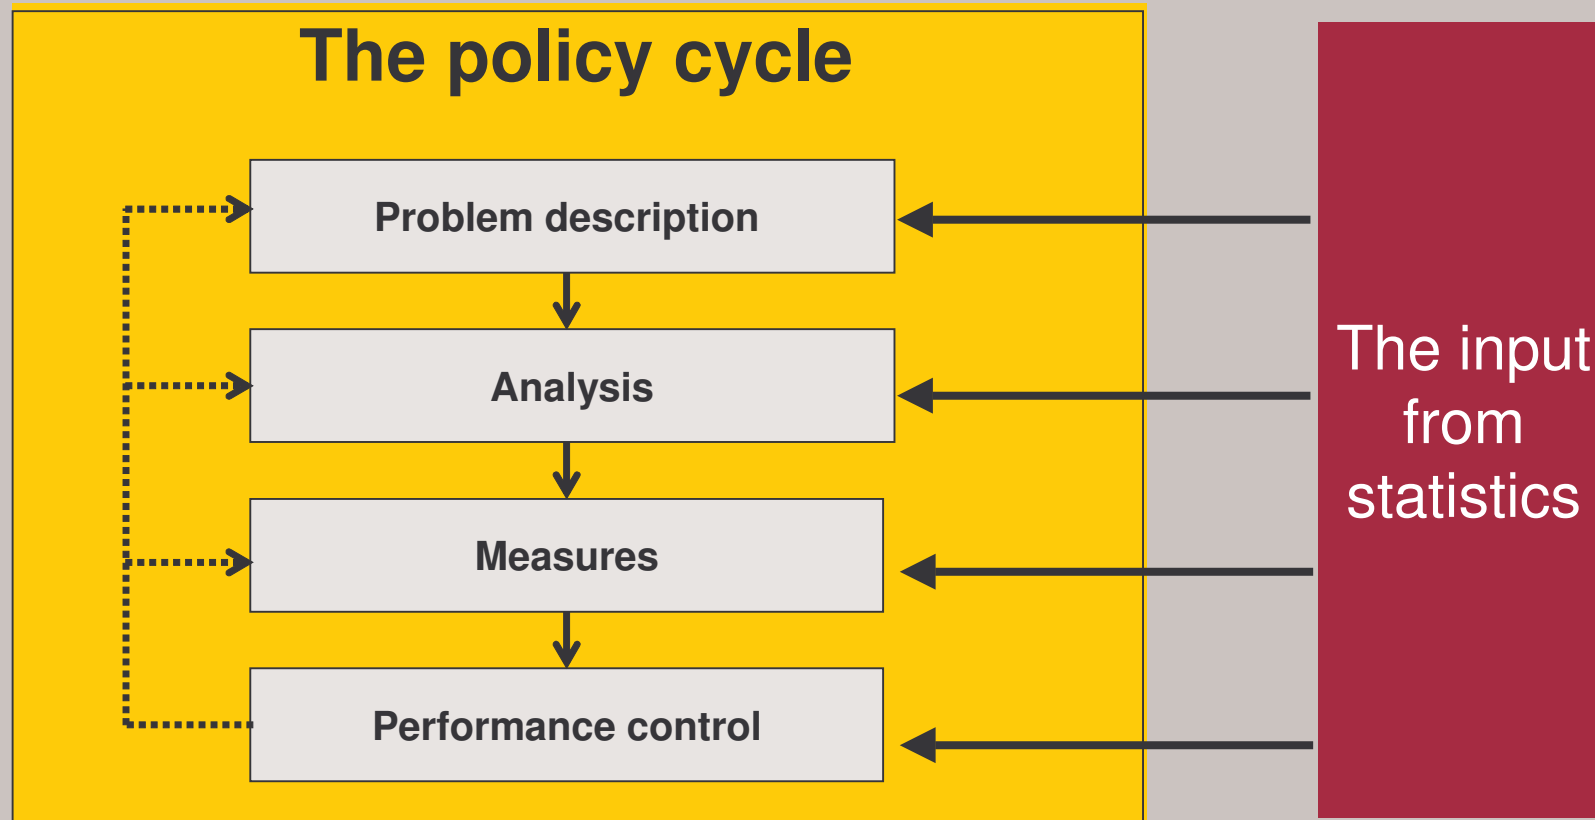 The policy cycle
Problem description
Analysis
Measures
Performance control
The input
from
statistics